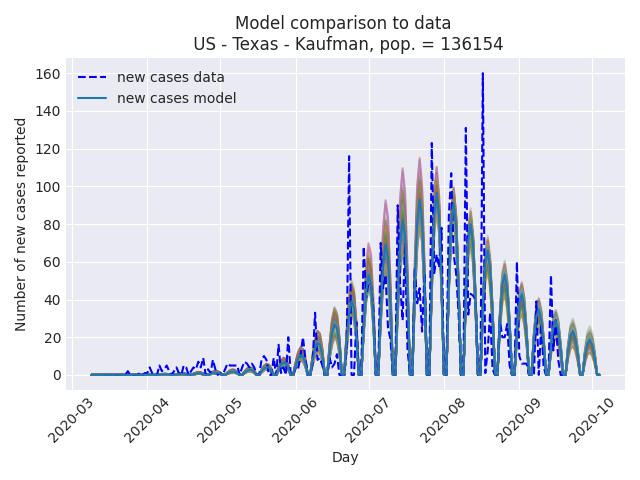 Model comparison to data
US - Texas - Kaufman, pop. = 136154
new cases data
new cases model
Number of new cases reported
160
140
120
100
80
60
40
20
0
2020-03
2020-04
2020-05
2020-06
2020-07
2020-08
2020-09
2020-10
Day